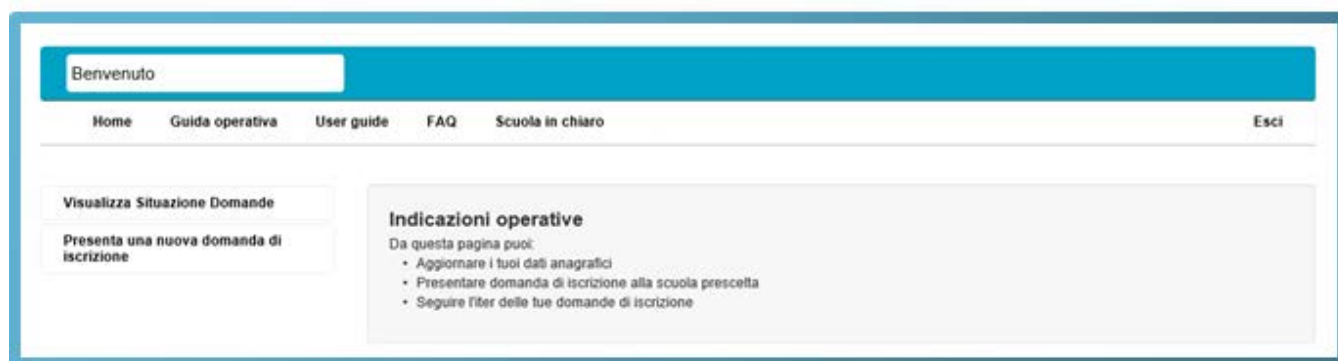 Benvenuto
Home Guida operativa User guide FAQ Scuola in chiaro Esci
Visualizza Situazione Domande
Presenta una nuova domanda di
iscrizione
Indicazioni operative
Da questa pagina puoi:
• Aggiornare i tuoi dati anagrafici
• Presentare domanda di iscrizione alla scuola prescelta
• Seguire l'iter delle tue domande di iscrizione